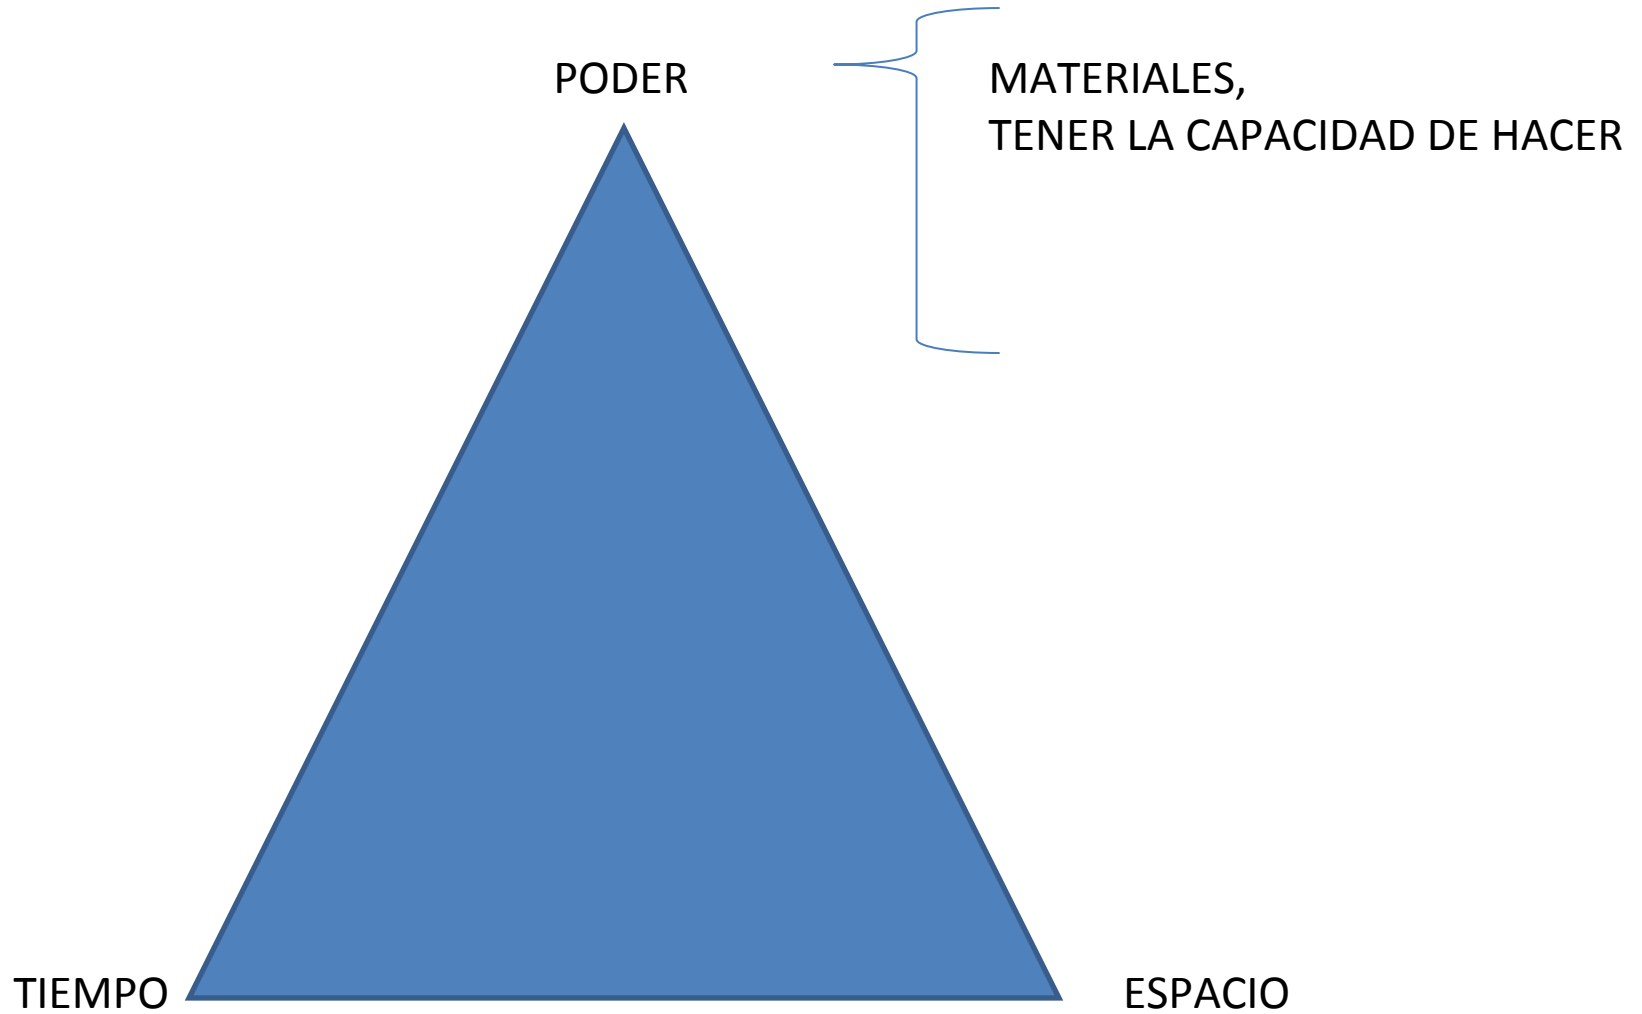 PODER
MATERIALES,
TENER LA CAPACIDAD DE HACER
TIEMPO
ESPACIO